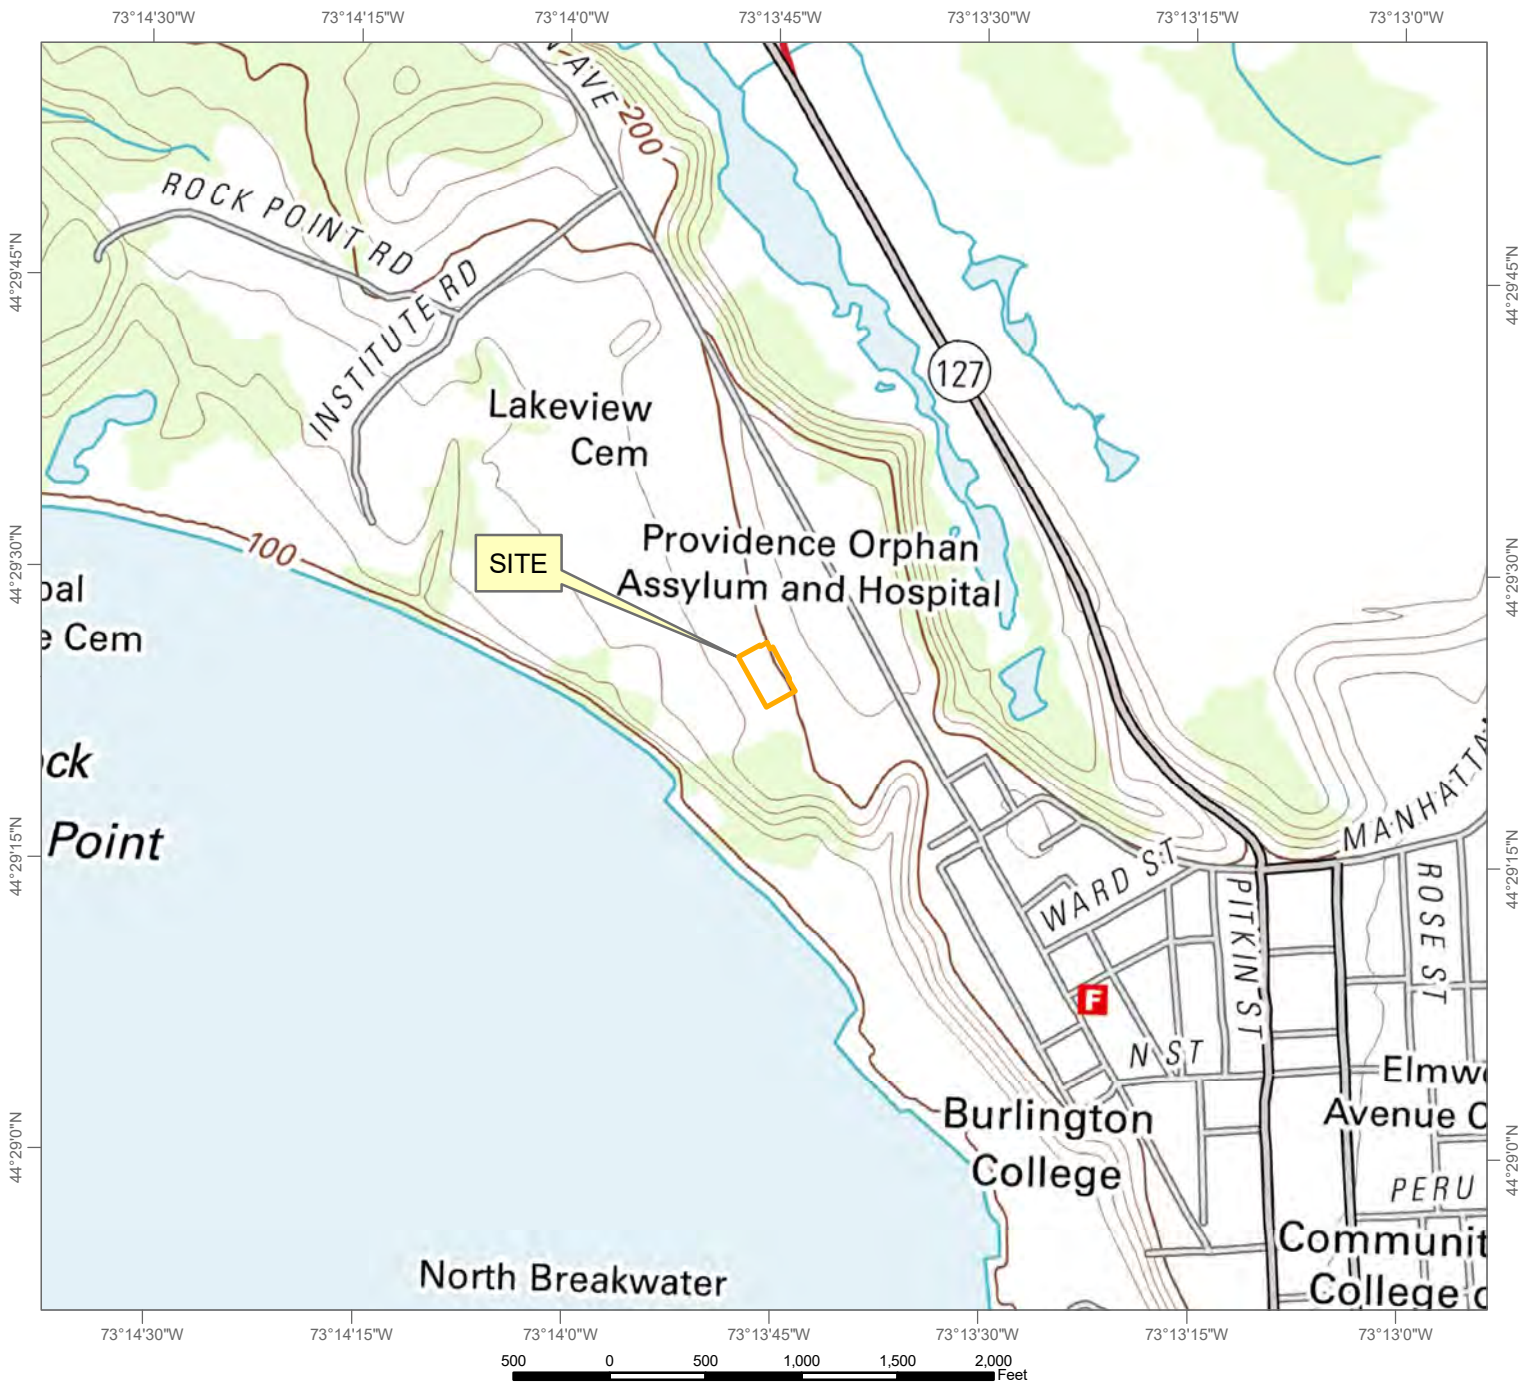 73°14'30"W 73°14'15"W 73°14'0"W 73°13'45"W 73°13'30"W 73°13'15"W 73°13'0"W
N AVE
200
ROCK POINT RD
44°29'45"N
44°29'45"N
INSTITUTE RD
127
Lakeview
Cem
100
Providence Orphan
Assylum and Hospital
SITE
44°29'30"N
44°29'30"N
pal
e Cem
ck
Point
MANHATTAN
44°29'15"N
44°29'15"N
WARD ST
PITKIN ST
ROSE ST
F
N ST
Elmwo
Avenue C
Burlington
College
44°29'0"N
44°29'0"N
PERU
Communit
College o
North Breakwater
73°14'30"W 73°14'15"W 73°14'0"W 73°13'45"W 73°13'30"W 73°13'15"W 73°13'0"W
500 0 500 1,000 1,500 2,000
Feet